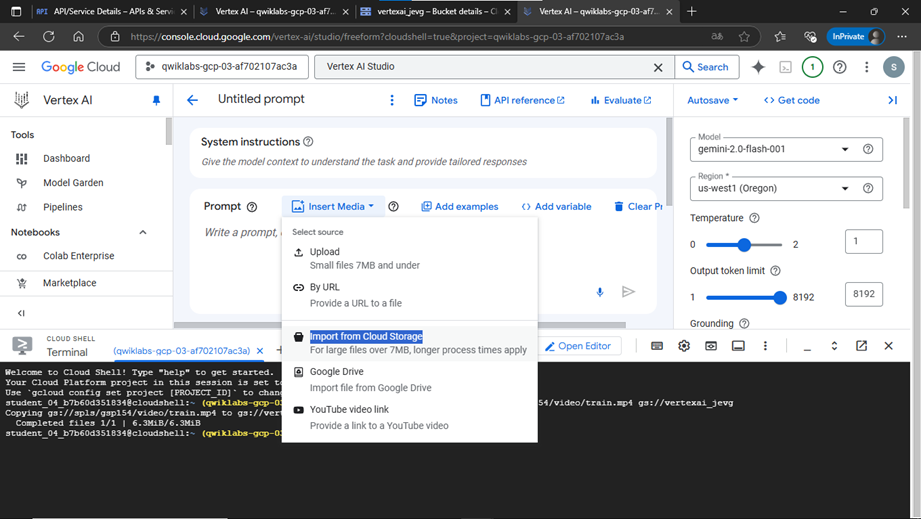 API API/Service Details – APIs & Servi
Vertex AI – qwiklabs-gcp-03-af7
vertexai_jevg – Bucket details – Cl
Vertex AI – qwiklabs-gcp-03-af7
https://console.cloud.google.com/vertex-ai/studio/freeform?cloudshell=true&project=qwiklabs-gcp-03-af702107ac3a
InPrivate
Google Cloud
qwiklabs-gcp-03-af702107ac3a
Vertex AI Studio
Search
1
S
Vertex AI
Untitled prompt
Notes
API reference
Evaluate
Autosave
Get code
Tools
Dashboard
Model Garden
Pipelines
Notebooks
Colab Enterprise
Marketplace
System instructions
Give the model context to understand the task and provide tailored responses
Prompt
Insert Media
Add examples
Add variable
Clear Pr
Write a prompt,
Select source
Upload
Small files 7MB and under
By URL
Provide a URL to a file
Import from Cloud Storage
For large files over 7MB, longer process times apply
Google Drive
Import file from Google Drive
YouTube video link
Provide a link to a YouTube video
Model
gemini-2.0-flash-001
Region *
us-west1 (Oregon)
Temperature
0
2
1
Output token limit
1
8192
8192
Grounding
CLOUD SHELL
Terminal
(qwiklabs-gcp-03-af702107ac3a)
Open Editor
Welcome to Cloud Shell! Type "help" to get started.
Your Cloud Platform project in this session is set to
Use `gcloud config set project [PROJECT_ID]` to chan
student_04_b7b60d351834@cloudshell:~ (qwiklabs-gcp-0 54/video/train.mp4 gs://vertexai_jevg
Copying gs://spls/gsp154/video/train.mp4 to gs://vert
Completed files 1/1 | 6.3MiB/6.3MiB
student_04_b7b60d351834@cloudshell:~ (qwiklabs-gcp-0